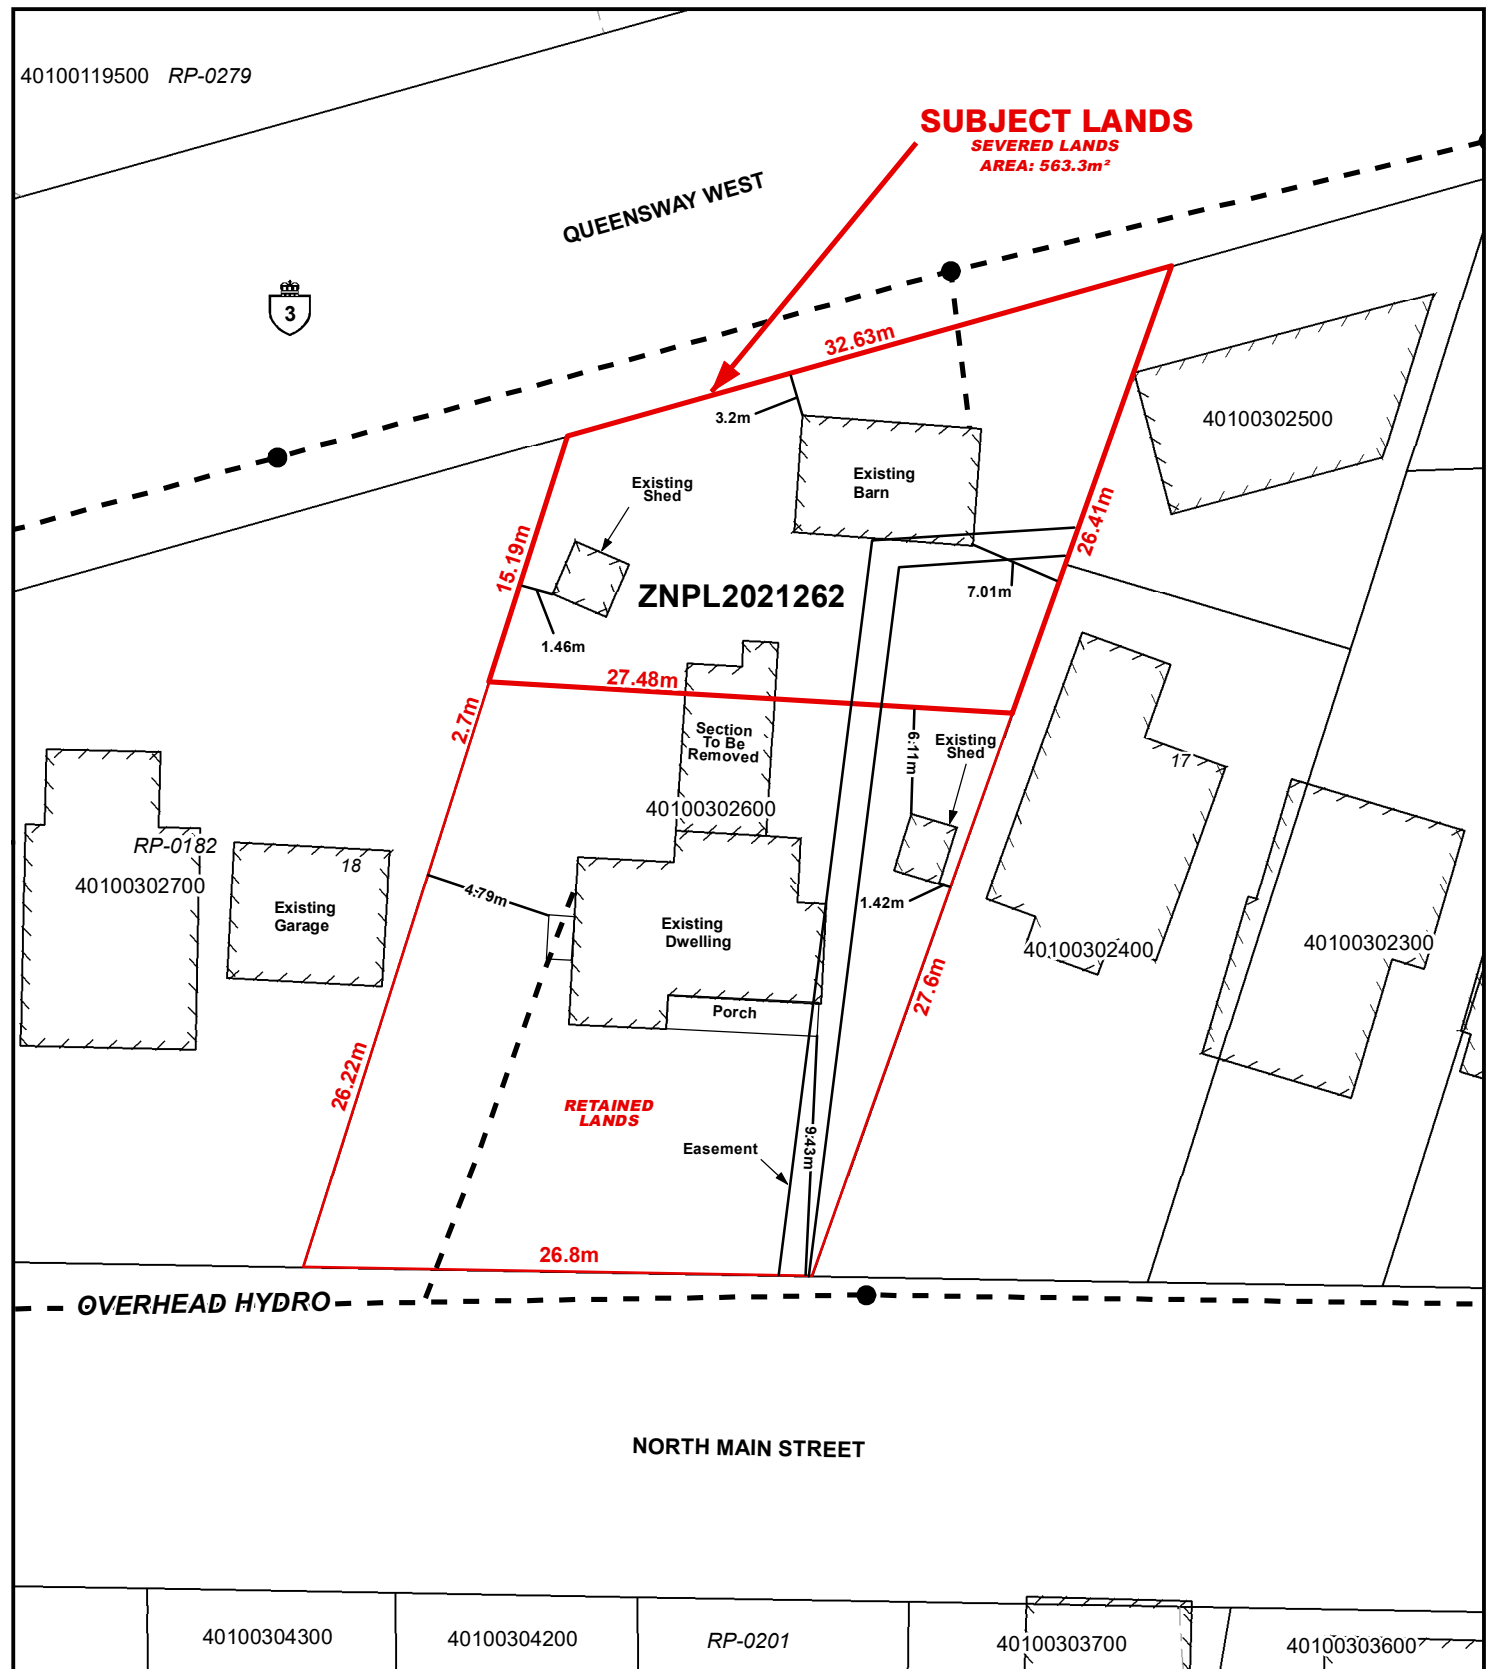 40100119500 RP-0279
SUBJECT LANDS
SEVERED LANDS
AREA: 563.3m²
QUEENSWAY WEST
3
32.63m
3.2m
40100302500
Existing
Barn
Existing
Shed
15.19m
26.41m
ZNPL2021262
7.01m
1.46m
27.48m
2.7m
Section
To Be
Removed
6.11m
Existing
Shed
17
40100302600
RP-0182
18
40100302700
4.79m
1.42m
Existing
Garage
Existing
Dwelling
40100302400
40100302300
27.6m
Porch
26.22m
RETAINED
LANDS
Easement
9.43m
26.8m
OVERHEAD HYDRO
NORTH MAIN STREET
40100304300
40100304200
RP-0201
40100303700
40100303600